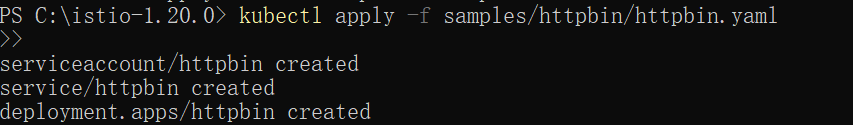 PS C:\istio-1.20.0> kubectl apply -f samples/httpbin/httpbin.yaml
>>
serviceaccount/httpbin created
service/httpbin created
deployment.apps/httpbin created